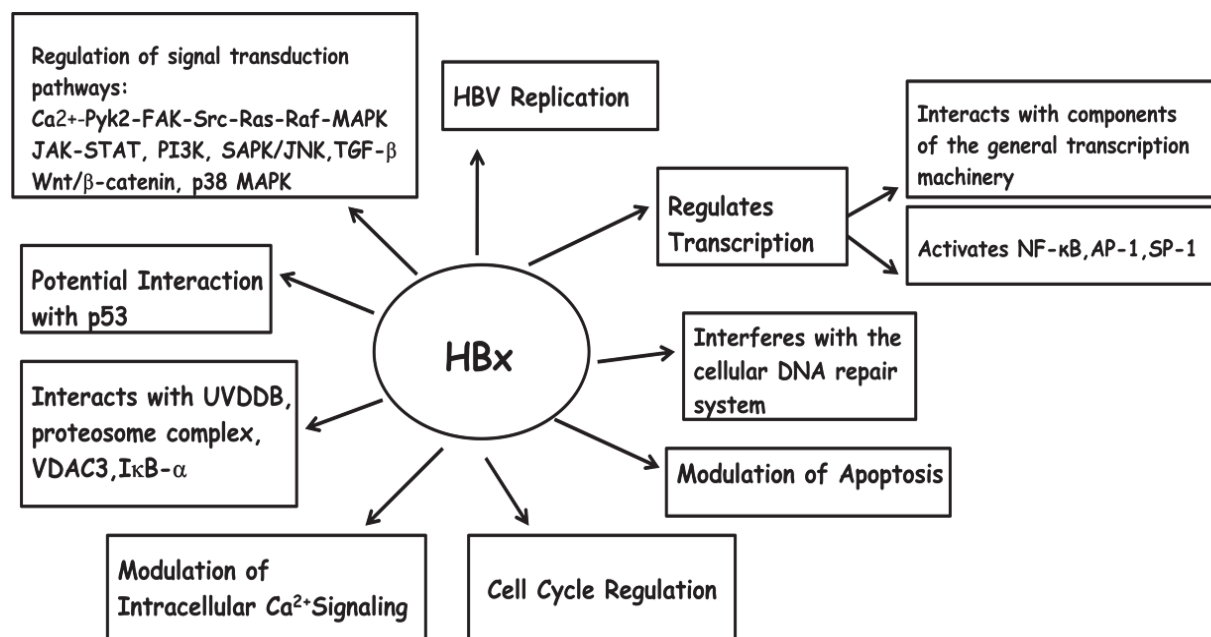 Regulation of signal transduction
pathways:
Ca2+-Pyk2-FAK-Src-Ras-Raf-MAPK
JAK-STAT, PI3K, SAPK/JNK,TGF-β
Wnt/β-catenin, p38 MAPK
HBV Replication
Regulates
Transcription
Interacts with components
of the general transcription
machinery
Activates NF-κB,AP-1,SP-1
Potential Interaction
with p53
HBx
Interferes with the
cellular DNA repair
system
Interacts with UVDDB,
proteosome complex,
VDAC3,IκB-α
Modulation of Apoptosis
Modulation of
Intracellular Ca²⁺Signaling
Cell Cycle Regulation